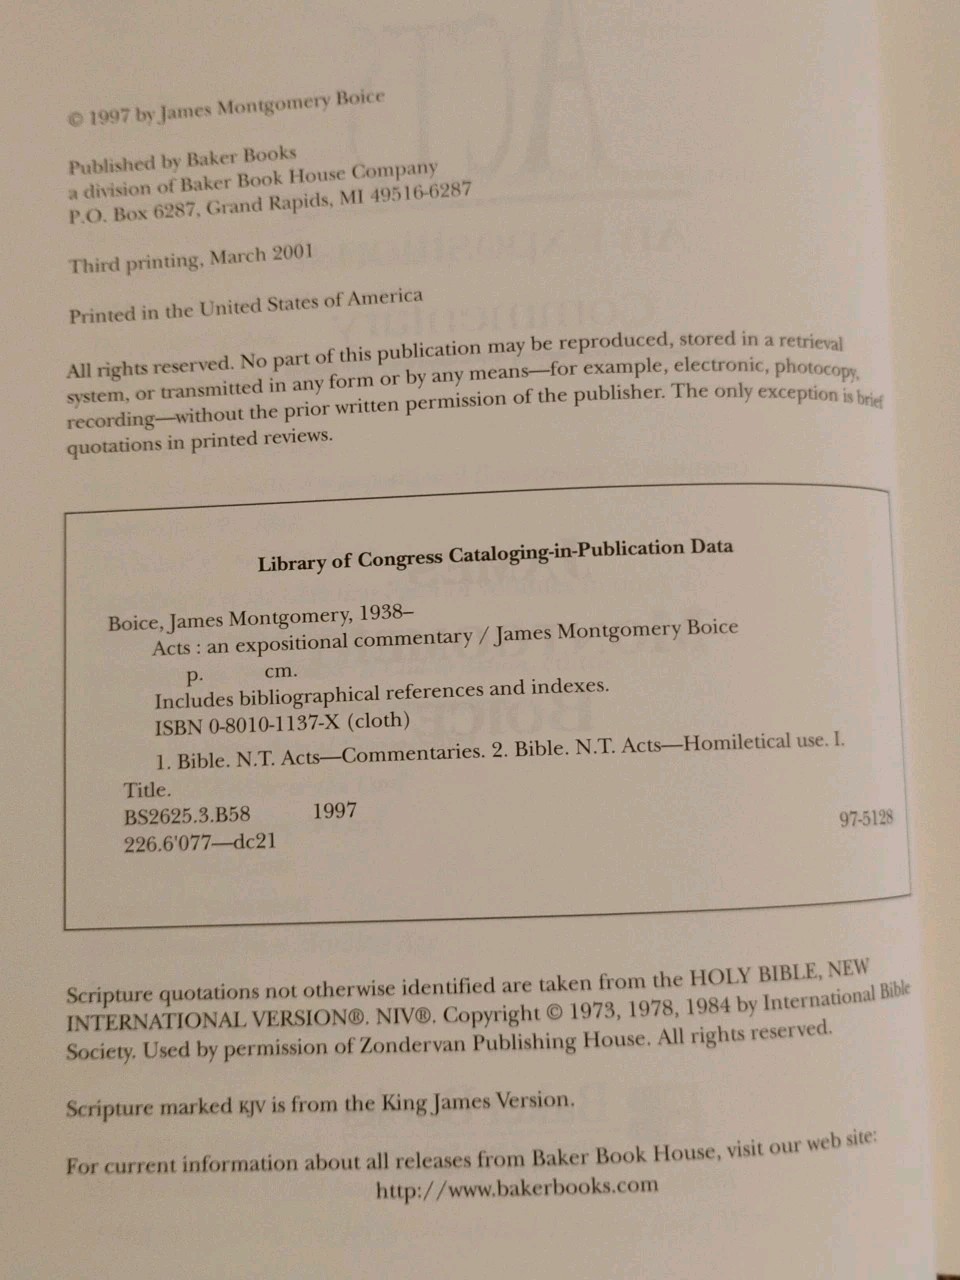 © 1997 by James Montgomery Boice
Published by Baker Books
a division of Baker Book House Company
P.O. Box 6287, Grand Rapids, MI 49516-6287
Third printing, March 2001
Printed in the United States of America
All rights reserved. No part of this publication may be reproduced, stored in a retrieval
system, or transmitted in any form or by any means—for example, electronic, photocopy,
recording—without the prior written permission of the publisher. The only exception is brief
quotations in printed reviews.
Library of Congress Cataloging-in-Publication Data
Boice, James Montgomery, 1938–
Acts : an expositional commentary / James Montgomery Boice
p. cm.
Includes bibliographical references and indexes.
ISBN 0-8010-1137-X (cloth)
1. Bible. N.T. Acts—Commentaries. 2. Bible. N.T. Acts—Homiletical use. I.
Title.
BS2625.3.B58 1997
226.6'077—dc21 97-5128
Scripture quotations not otherwise identified are taken from the HOLY BIBLE, NEW
INTERNATIONAL VERSION®. NIV®. Copyright © 1973, 1978, 1984 by International Bible
Society. Used by permission of Zondervan Publishing House. All rights reserved.
Scripture marked KJV is from the King James Version.
For current information about all releases from Baker Book House, visit our web site:
http://www.bakerbooks.com